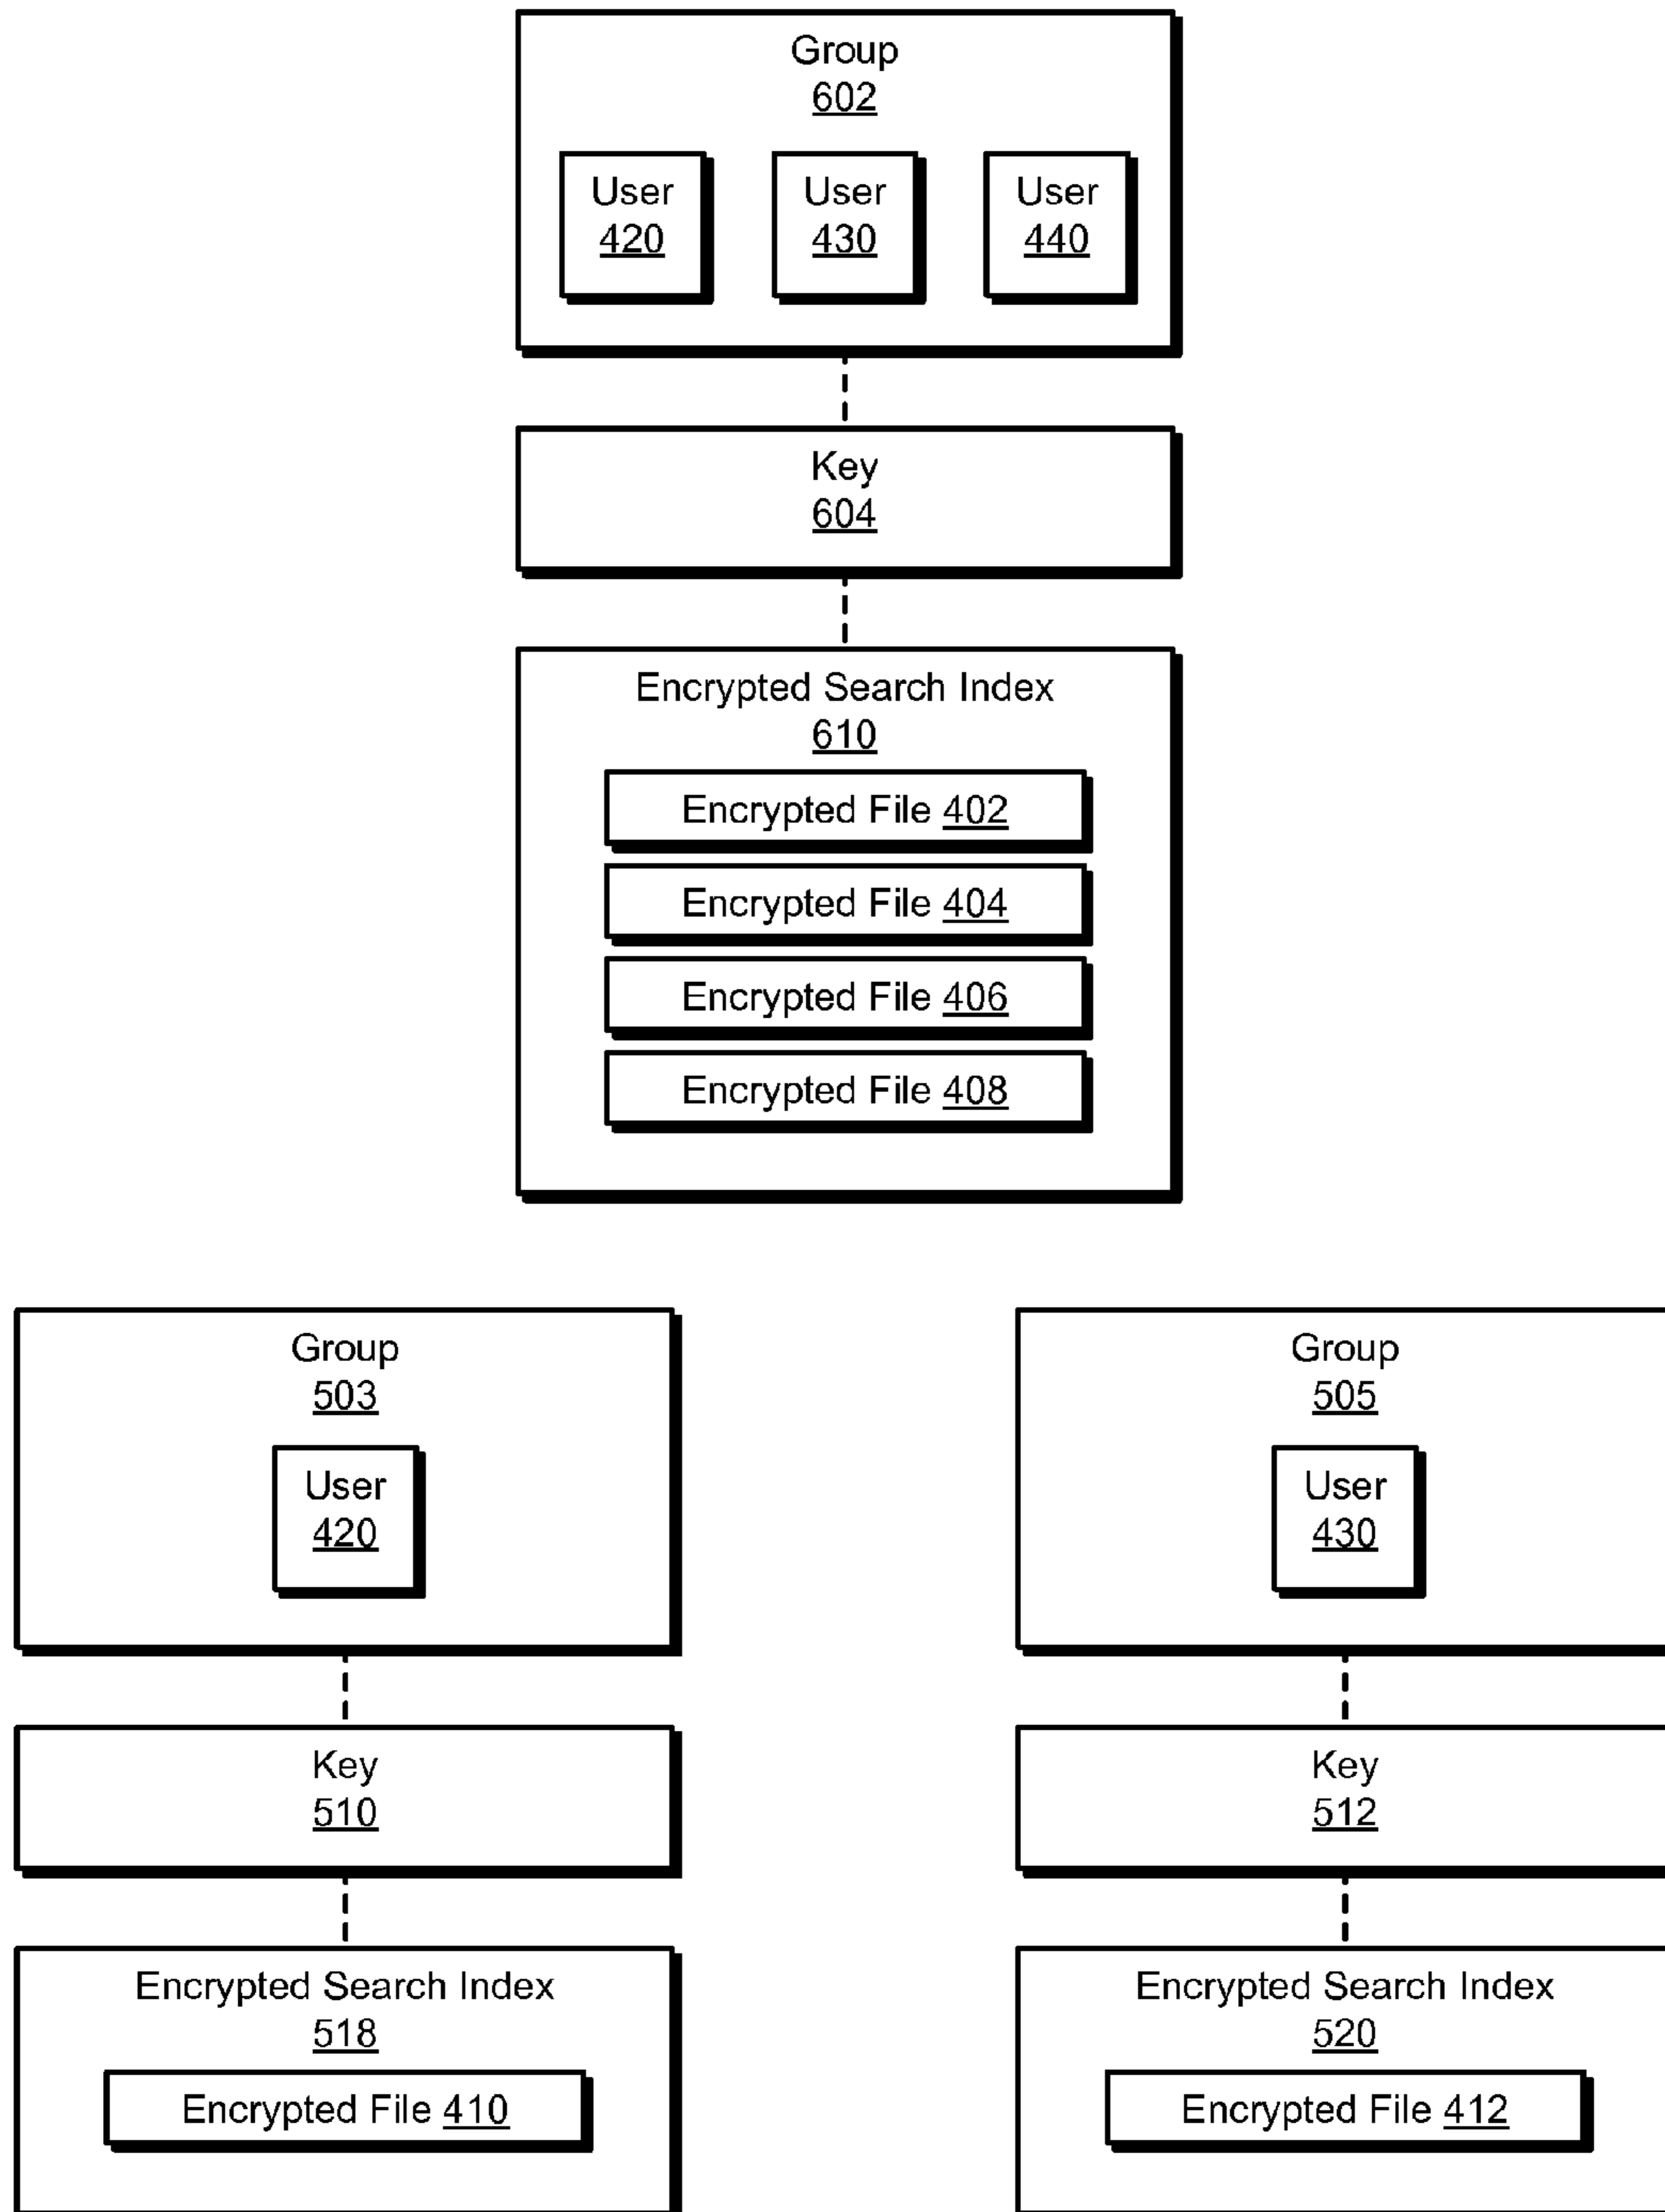 Group
602
User
420
User
430
User
440
Key
604
Encrypted Search Index
610
Encrypted File 402
Encrypted File 404
Encrypted File 406
Encrypted File 408
Group
503
User
420
Key
510
Encrypted Search Index
518
Encrypted File 410
Group
505
User
430
Key
512
Encrypted Search Index
520
Encrypted File 412